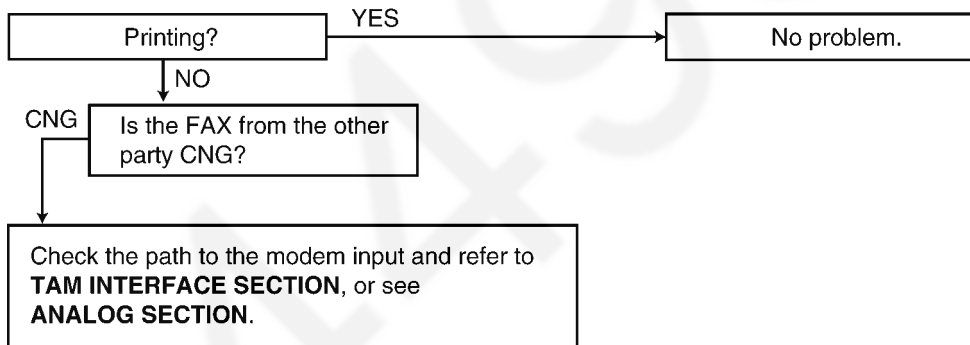 Printing?
YES
No problem.
NO
CNG
Is the FAX from the other
party CNG?
Check the path to the modem input and refer to
TAM INTERFACE SECTION, or see
ANALOG SECTION.